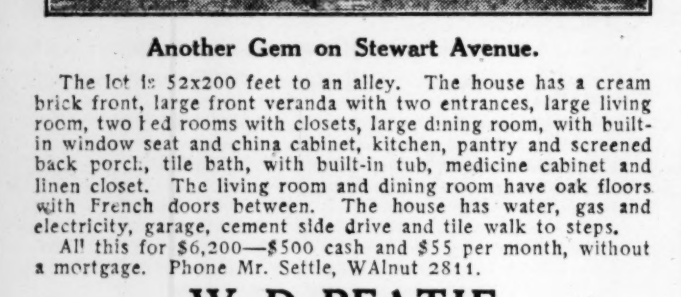 Another Gem on Stewart Avenue.
The lot is 52x200 feet to an alley. The house has a cream
brick front, large front veranda with two entrances, large living
room, two bed rooms with closets, large dining room, with built-
in window seat and china cabinet, kitchen, pantry and screened
back porch, tile bath, with built-in tub, medicine cabinet and
linen closet. The living room and dining room have oak floors
with French doors between. The house has water, gas and
electricity, garage, cement side drive and tile walk to steps.
All this for $6,200—$500 cash and $55 per month, without
a mortgage. Phone Mr. Settle, WAlnut 2811.
W. D. BEATIE